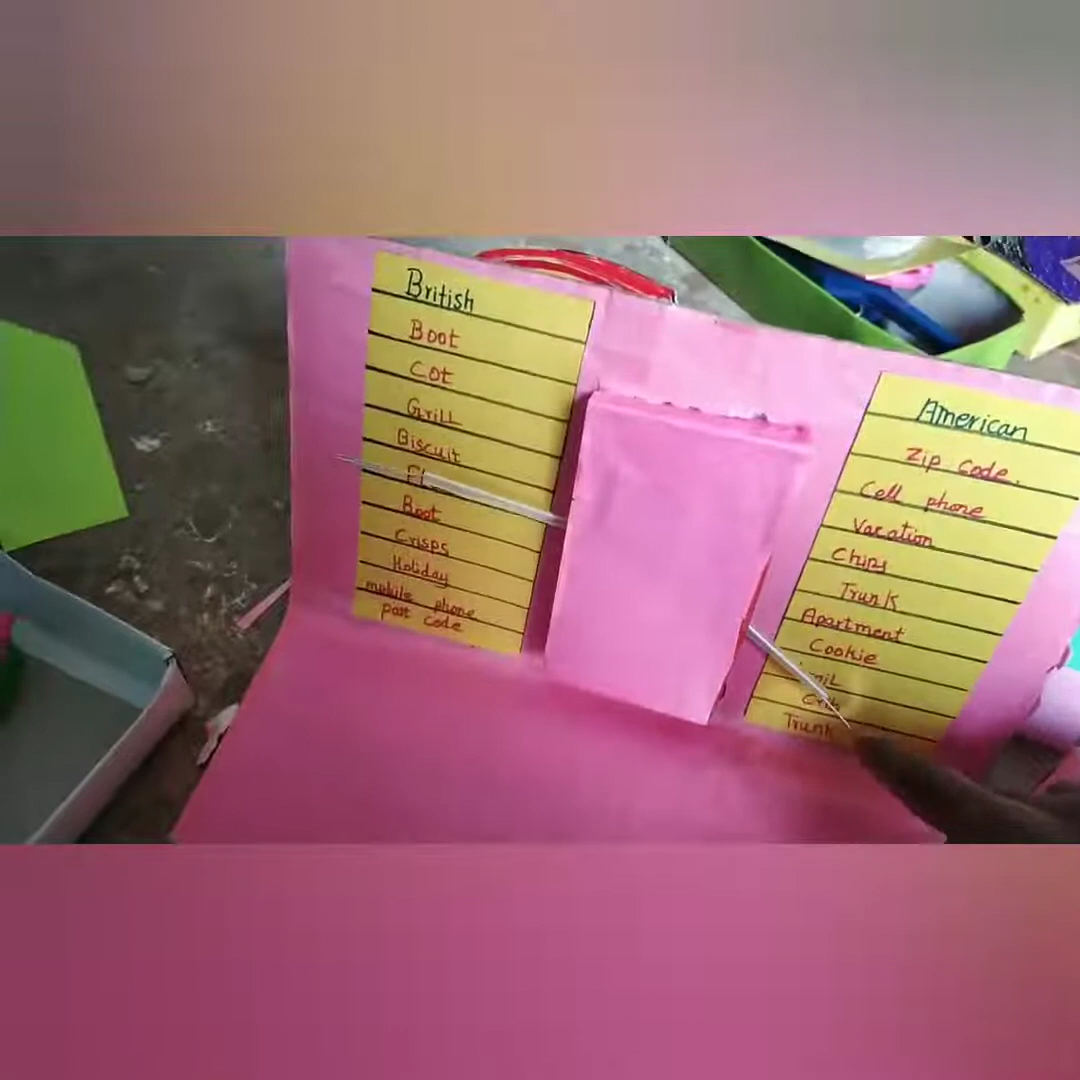 British
Boot
Cot
Grill
Biscuit
Boot
Crisps
Holiday
mobile phone
post code
American
Zip code.
Cell phone
Vacation
Chips
Trunk
Apartment
Cookie
Crib
Trunk